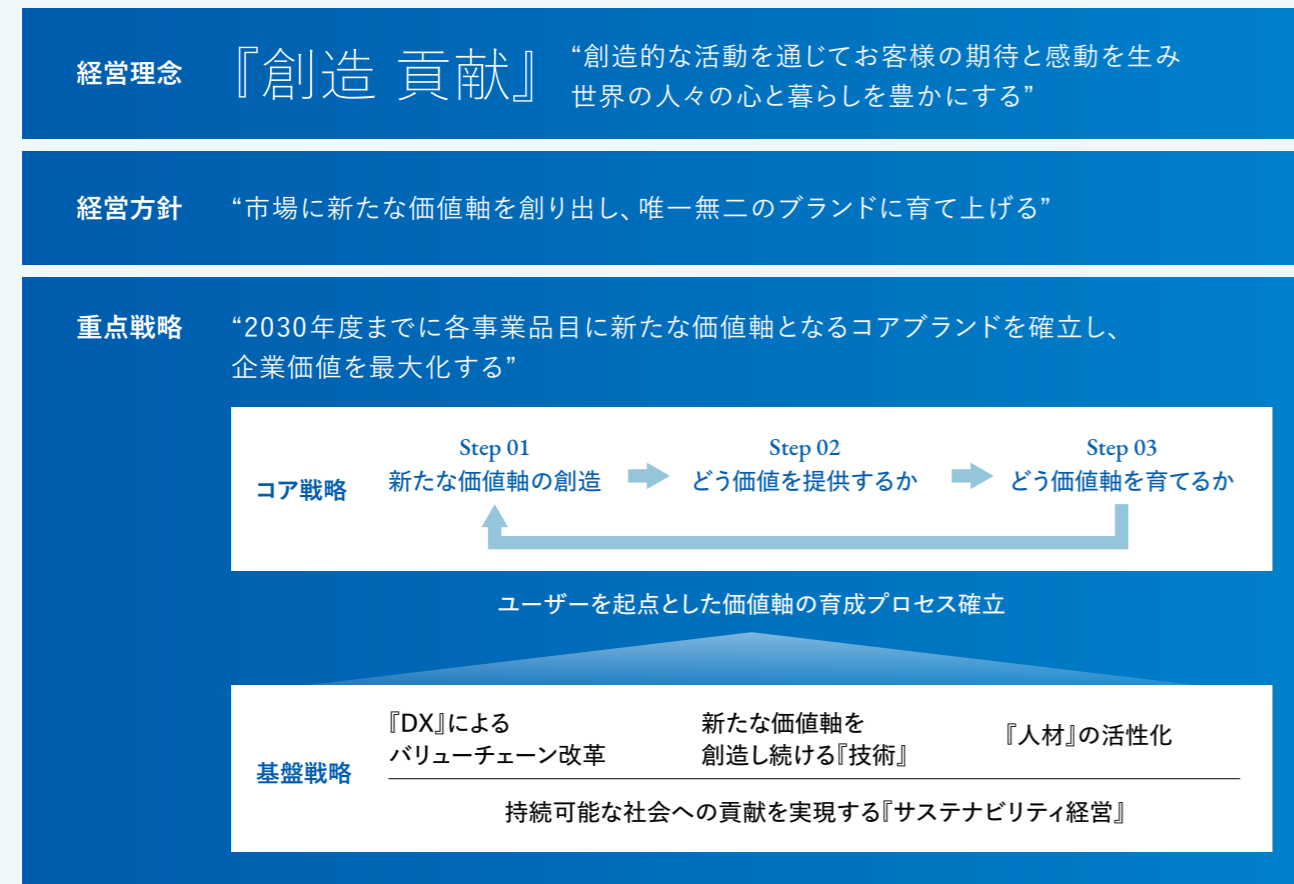 経営理念
『創造 貢献』
“創造的な活動を通じてお客様の期待と感動を生み
世界の人々の心と暮らしを豊かにする”
経営方針
“市場に新たな価値軸を創り出し、唯一無二のブランドに育て上げる”
重点戦略
“2030年度までに各事業品目に新たな価値軸となるコアブランドを確立し、
企業価値を最大化する”
コア戦略
Step 01
新たな価値軸の創造
Step 02
どう価値を提供するか
Step 03
どう価値軸を育てるか
ユーザーを起点とした価値軸の育成プロセス確立
基盤戦略
『DX』による
バリューチェーン改革
新たな価値軸を
創造し続ける『技術』
『人材』の活性化
持続可能な社会への貢献を実現する『サステナビリティ経営』